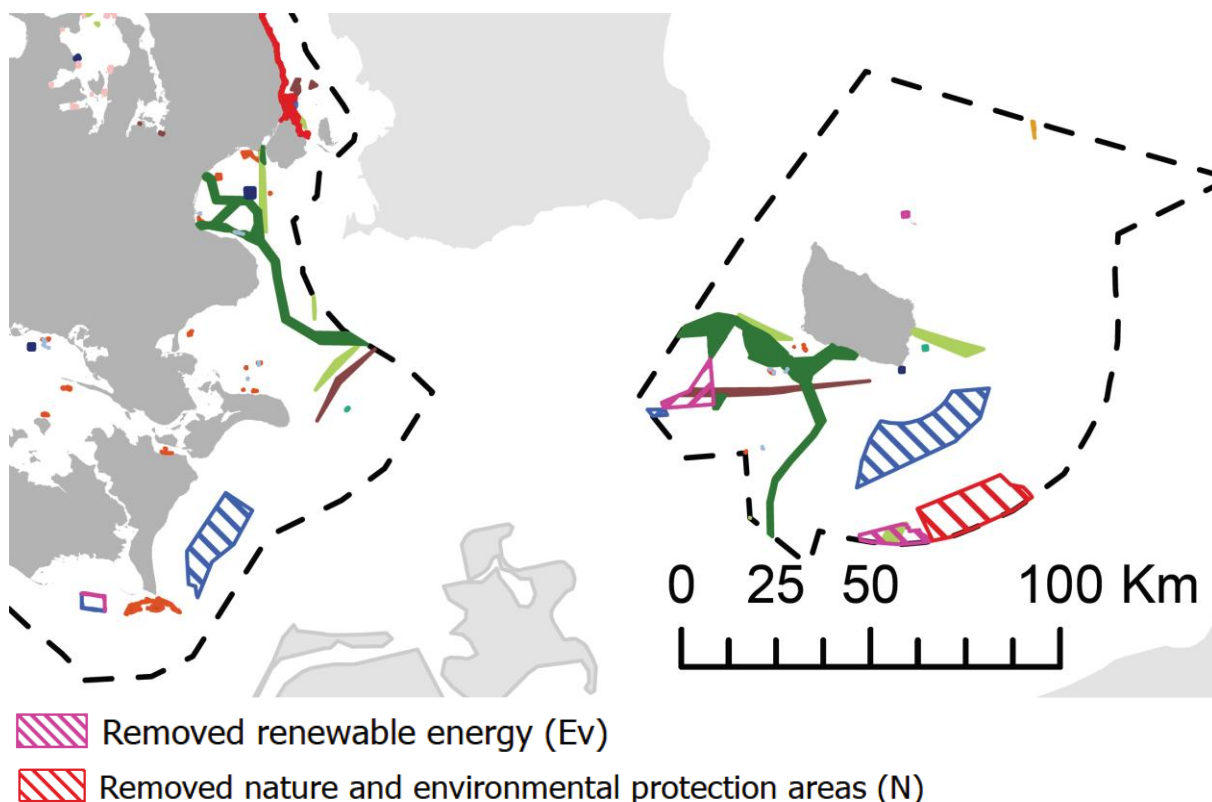 0 25 50 100 Km
Removed renewable energy (Ev)
Removed nature and environmental protection areas (N)